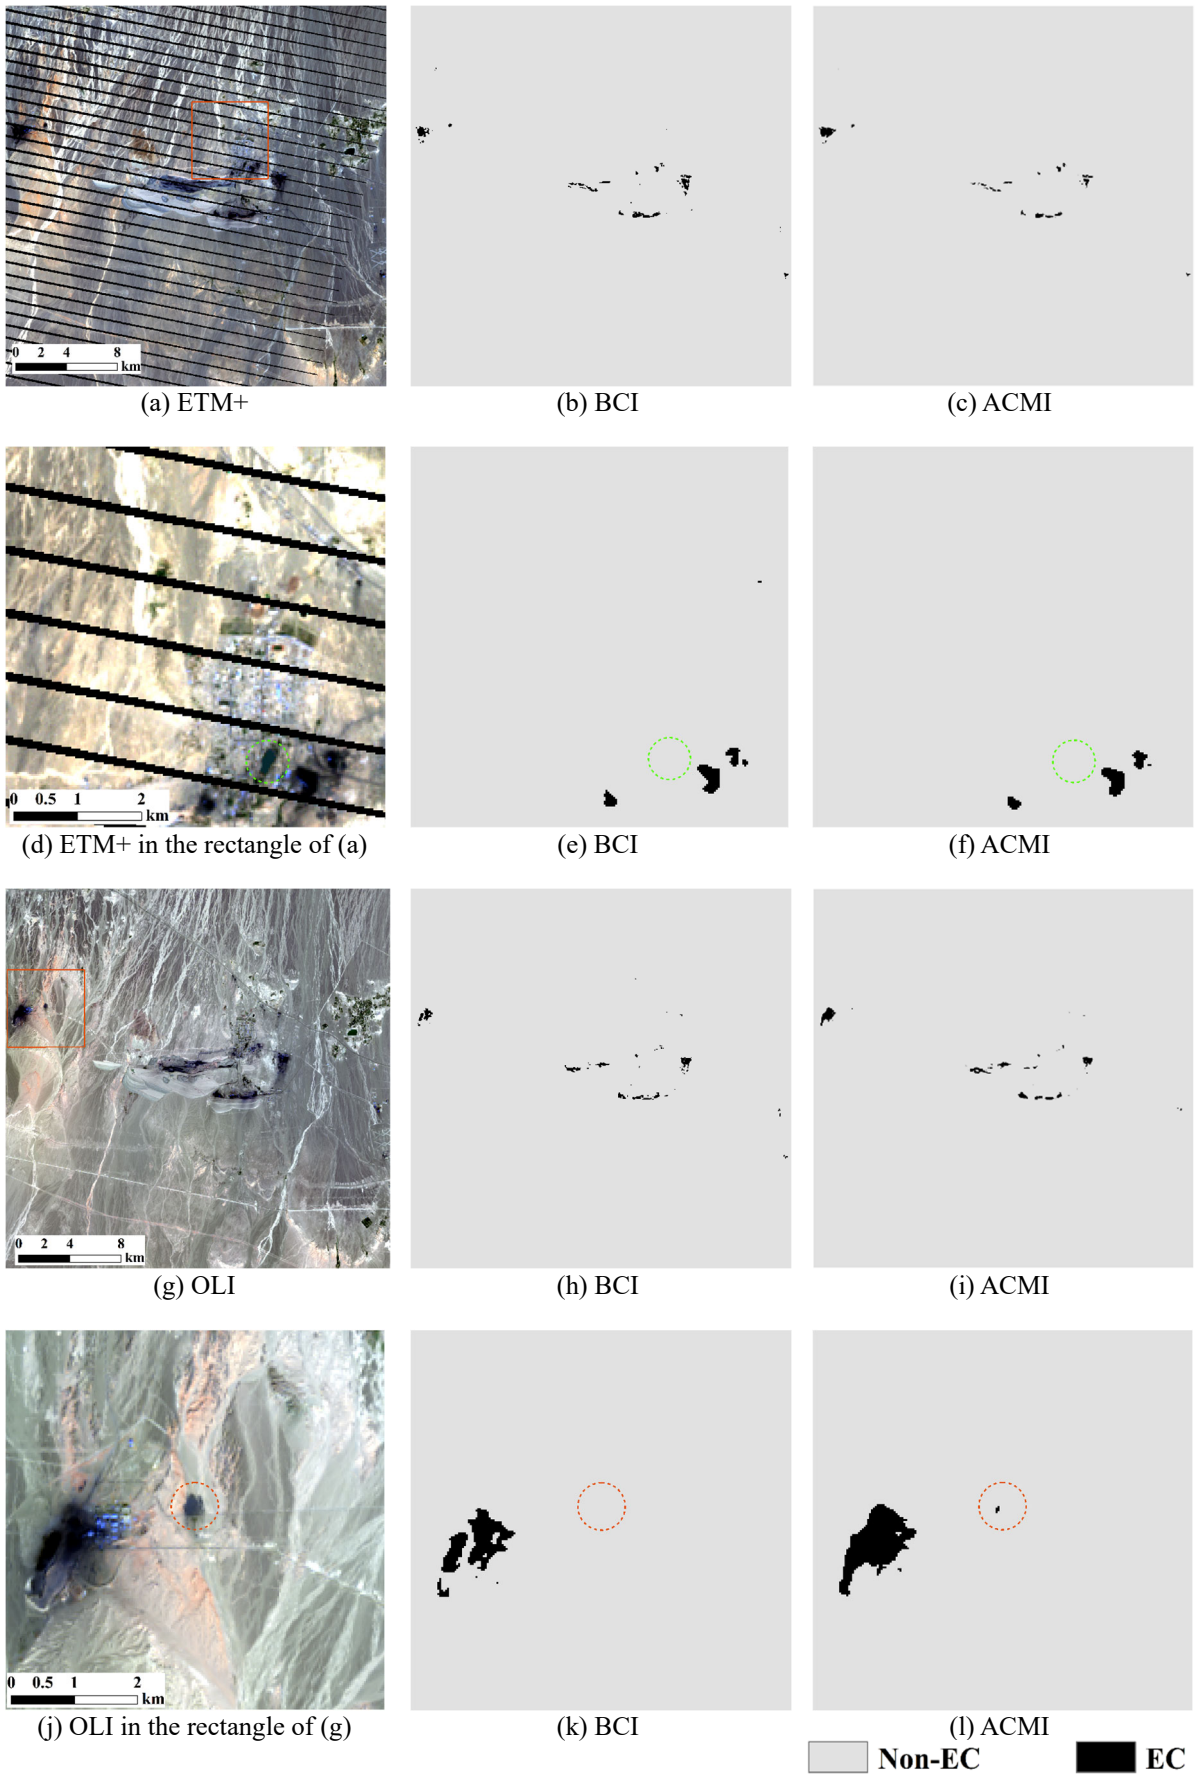 0 2 4 8
km
(a) ETM+
(b) BCI
(c) ACMI
0 0.5 1 2
km
(d) ETM+ in the rectangle of (a)
(e) BCI
(f) ACMI
0 2 4 8
km
(g) OLI
(h) BCI
(i) ACMI
0 0.5 1 2
km
(j) OLI in the rectangle of (g)
(k) BCI
(l) ACMI
Non-EC
EC